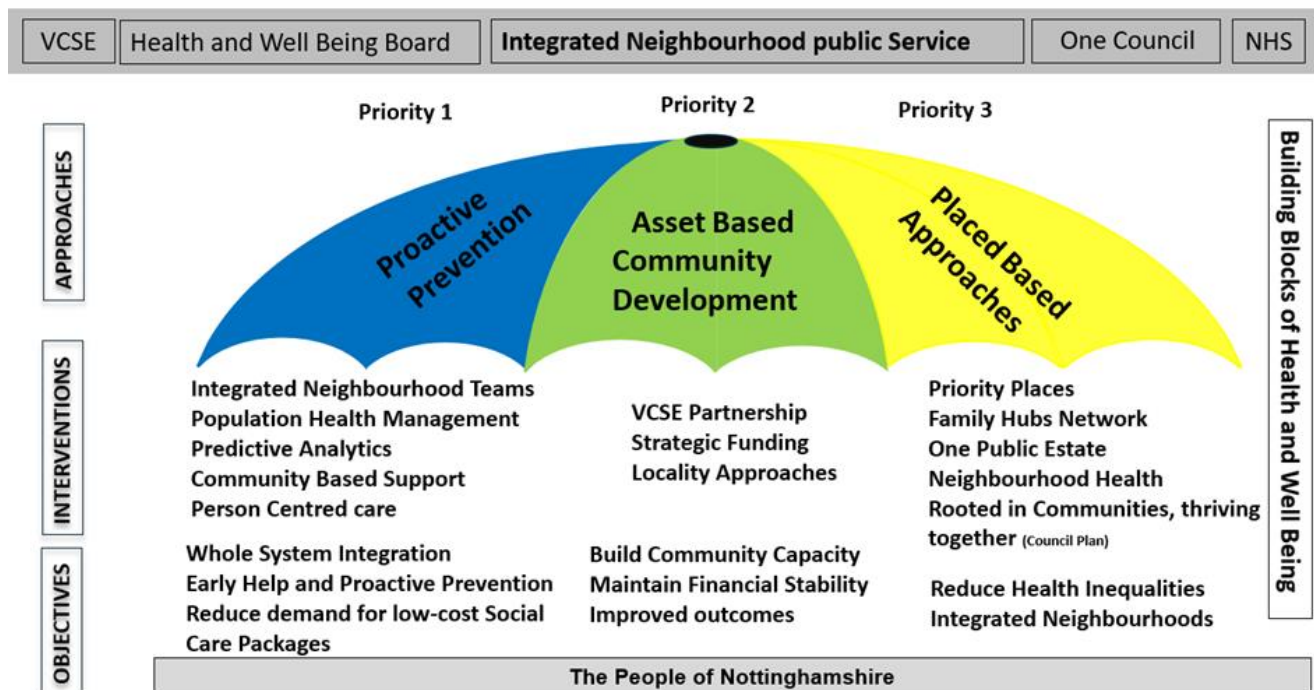 VCSE
Health and Well Being Board
Integrated Neighbourhood public Service
One Council
NHS
Priority 1
Priority 2
Priority 3
APPROACHES
Proactive
Prevention
Asset Based
Community
Development
Placed Based
Approaches
Building Blocks of Health and Well Being
INTERVENTIONS
Integrated Neighbourhood Teams
Population Health Management
Predictive Analytics
Community Based Support
Person Centred care
VCSE Partnership
Strategic Funding
Locality Approaches
Priority Places
Family Hubs Network
One Public Estate
Neighbourhood Health
Rooted in Communities, thriving
together (Council Plan)
OBJECTIVES
Whole System Integration
Early Help and Proactive Prevention
Reduce demand for low-cost Social
Care Packages
Build Community Capacity
Maintain Financial Stability
Improved outcomes
Reduce Health Inequalities
Integrated Neighbourhoods
The People of Nottinghamshire